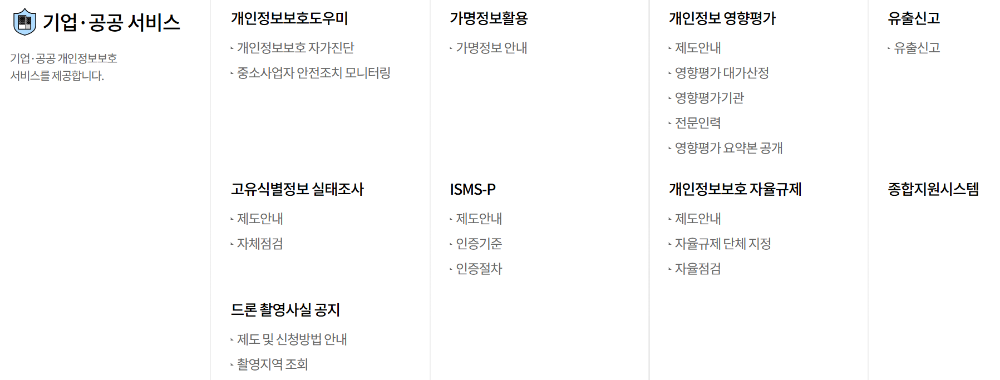 기업·공공 서비스
기업·공공 개인정보보호
서비스를 제공합니다.
개인정보보호도우미
개인정보보호 자가진단
중소사업자 안전조치 모니터링
가명정보활용
가명정보 안내
개인정보 영향평가
제도안내
영향평가 대가산정
영향평가기관
전문인력
영향평가 요약본 공개
유출신고
유출신고
고유식별정보 실태조사
제도안내
자체점검
ISMS-P
제도안내
인증기준
인증절차
개인정보보호 자율규제
제도안내
자율규제 단체 지정
자율점검
종합지원시스템
드론 촬영사실 공지
제도 및 신청방법 안내
촬영지역 조회